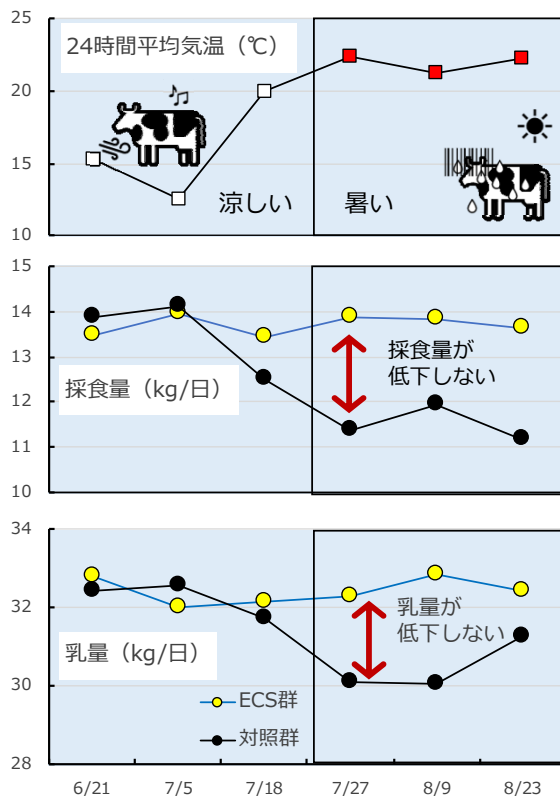 25
24時間平均気温（℃）
20
15
涼しい
暑い
10
15
14
13
採食量が
低下しない
採食量（kg/日）
12
11
10
34
32
乳量が
低下しない
乳量（kg/日）
30
ECS群
対照群
28
6/21 7/5 7/18 7/27 8/9 8/23